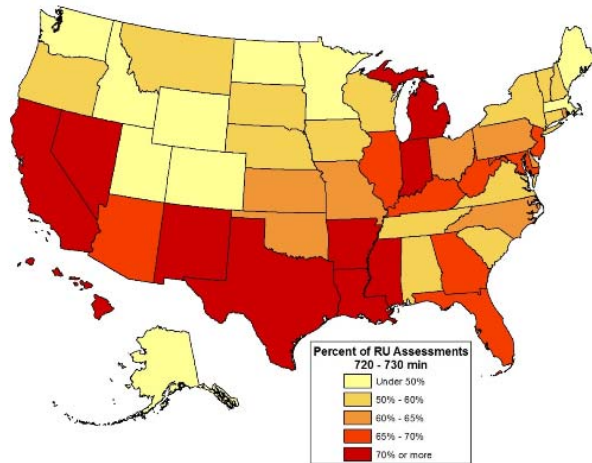 Percent of RU Assessments
720 - 730 min
Under 50%
50% - 60%
60% - 65%
65% - 70%
70% or more